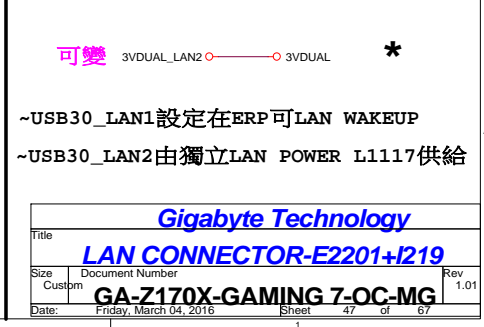 可變 3VDUAL_LAN2 3VDUAL *
~USB30_LAN1設定在ERP可LAN WAKEUP
~USB30_LAN2由獨立LAN POWER L1117供給
Gigabyte Technology
Title
LAN CONNECTOR-E2201+I219
Size Document Number Rev
Custom GA-Z170X-GAMING 7-OC-MG 1.01
Date: Friday, March 04, 2016 Sheet 47 of 67
1